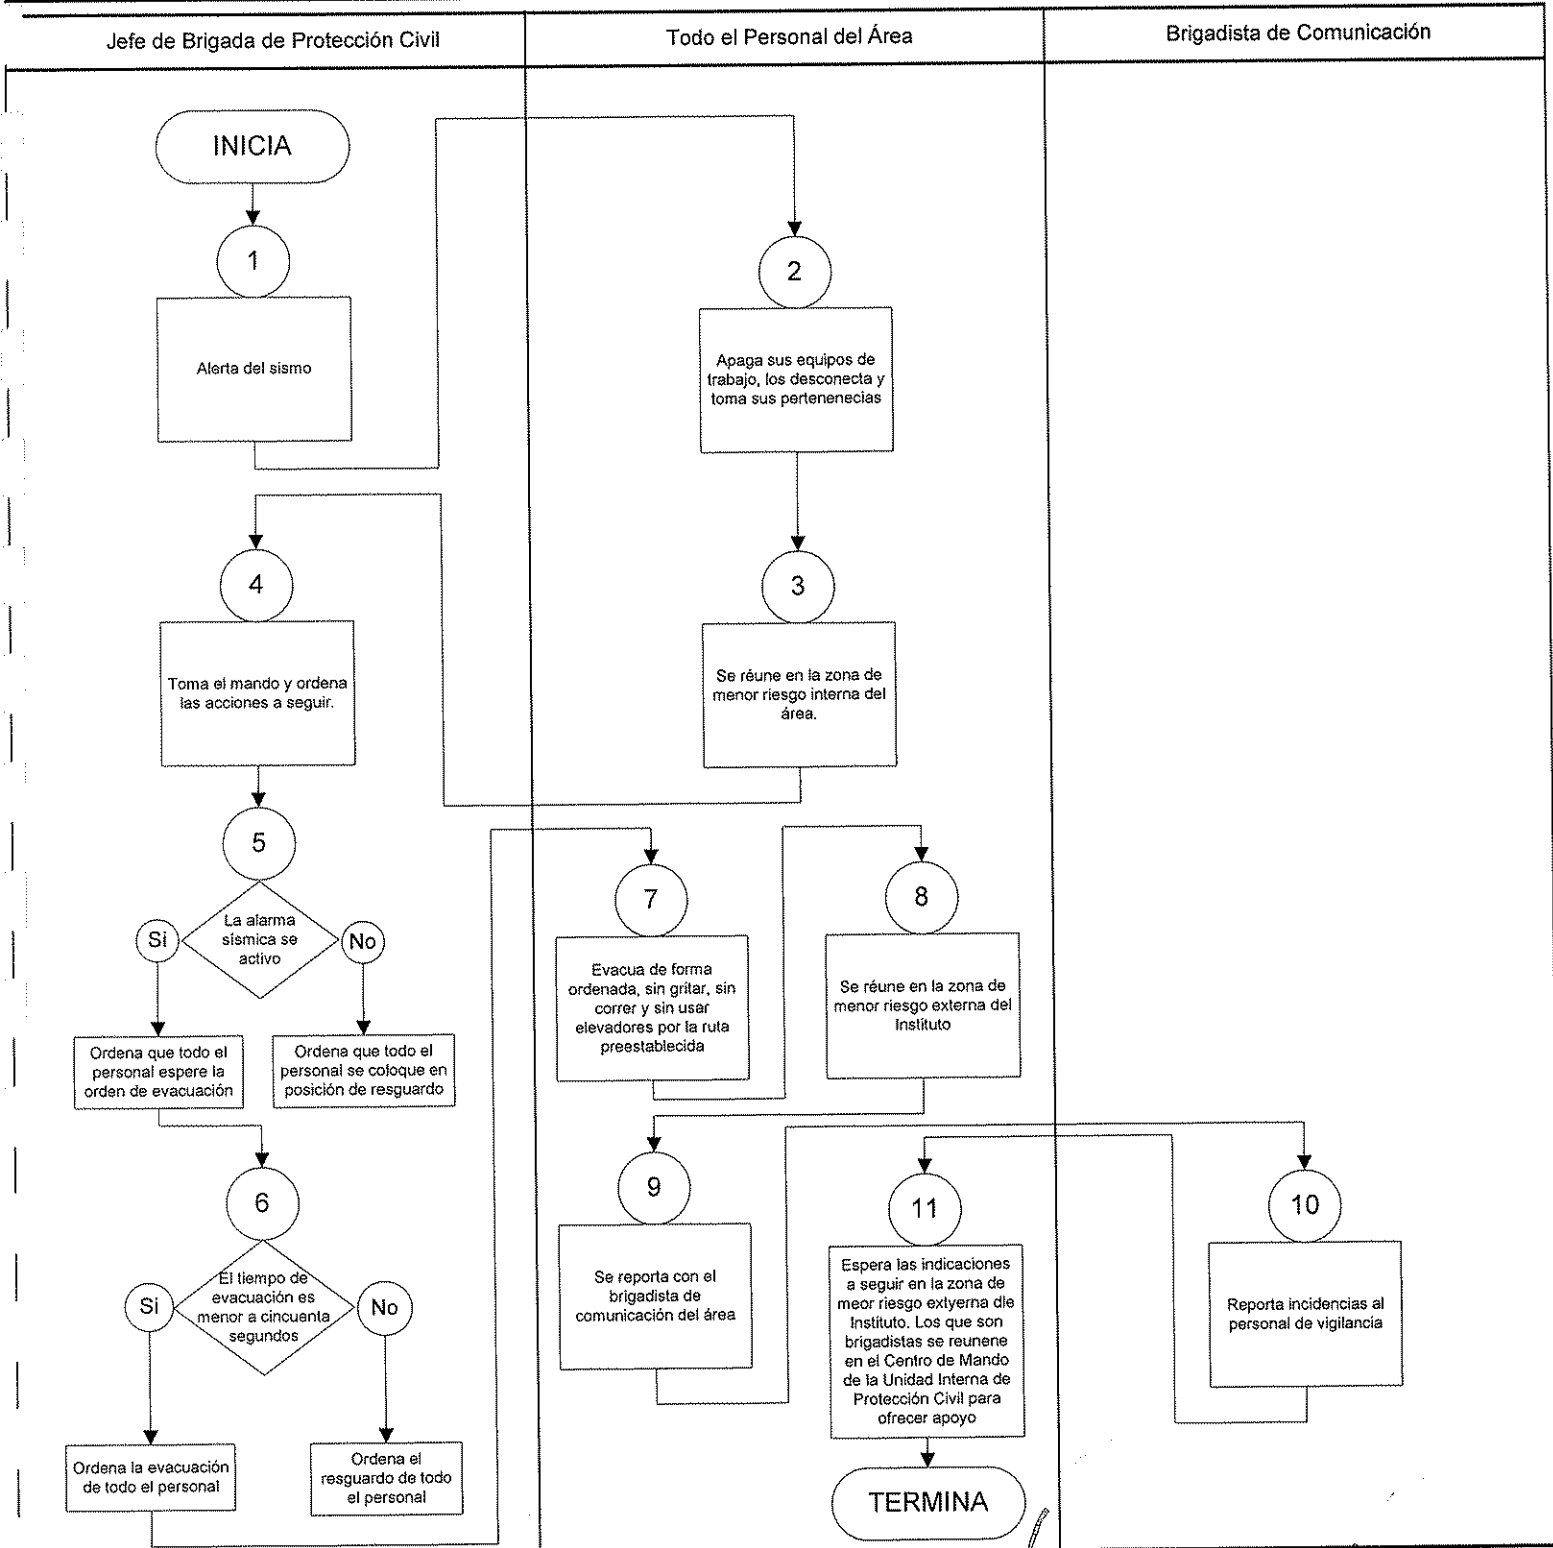 Jefe de Brigada de Protección Civil
Todo el Personal del Área
Brigadista de Comunicación
INICIA
1
Alerta del sismo
2
Apaga sus equipos de
trabajo, los desconecta y
toma sus pertenenecias
3
Se réune en la zona de
menor riesgo interna del
área.
4
Toma el mando y ordena
las acciones a seguir.
5
La alarma
sísmica se
activo
Si
No
Ordena que todo el
personal espere la
orden de evacuación
Ordena que todo el
personal se coloque en
posición de resguardo
6
El tiempo de
evacuación es
menor a cincuenta
segundos
Si
No
Ordena la evacuación
de todo el personal
Ordena el
resguardo de todo
el personal
7
Evacua de forma
ordenada, sin gritar, sin
correr y sin usar
elevadores por la ruta
preestablecida
8
Se réune en la zona de
menor riesgo externa del
Instituto
9
Se reporta con el
brigadista de
comunicación del área
10
Reporta incidencias al
personal de vigilancia
11
Espera las indicaciones
a seguir en la zona de
meor riesgo extyerna dle
Instituto. Los que son
brigadistas se reunene
en el Centro de Mando
de la Unidad Interna de
Protección Civil para
ofrecer apoyo
TERMINA